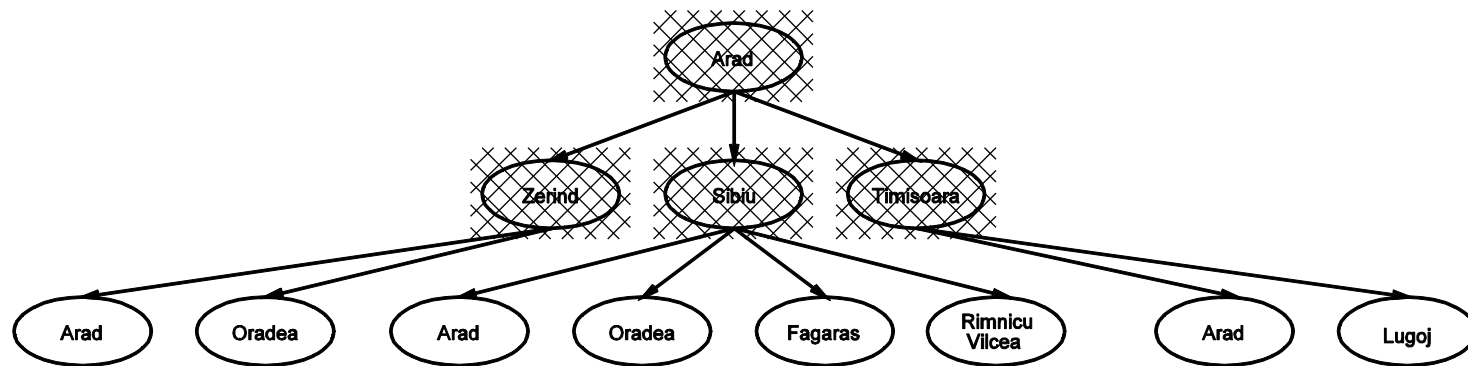 Arad
Zerind
Sibiu
Timisoara
Arad
Oradea
Arad
Oradea
Fagaras
Rimnicu
Vilcea
Arad
Lugoj